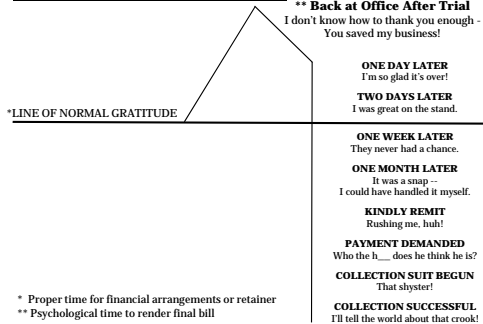 ** Back at Office After Trial
I don't know how to thank you enough -
You saved my business!
ONE DAY LATER
I'm so glad it's over!
TWO DAYS LATER
I was great on the stand.
*LINE OF NORMAL GRATITUDE
ONE WEEK LATER
They never had a chance.
ONE MONTH LATER
It was a snap --
I could have handled it myself.
KINDLY REMIT
Rushing me, huh!
PAYMENT DEMANDED
Who the h__ does he think he is?
COLLECTION SUIT BEGUN
That shyster!
COLLECTION SUCCESSFUL
I'll tell the world about that crook!
* Proper time for financial arrangements or retainer
** Psychological time to render final bill